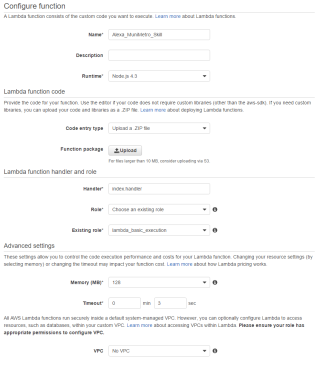 Configure function
A Lambda function consists of the custom code you want to execute. Learn more about Lambda functions.
Name* Alexa_MundiRetro_Skill
Description
Runtime* Node.js 4.3
Lambda function code
Provide the code for your function. Use the editor if your code does not require custom libraries (other than the aws-sdk). If you need custom
libraries, you can upload your code and libraries as a .ZIP file. Learn more about deploying Lambda functions.
Code entry type Upload a .ZIP file
Function package Upload
For files larger than 10 MB, consider uploading via S3.
Lambda function handler and role
Handler* index.handler
Role* Choose an existing role
Existing role* lambda_basic_execution
Advanced settings
These settings allow you to control the code execution performance and costs for your Lambda function. Changing your resource settings (by
selecting memory) or changing the timeout may impact your function cost. Learn more about how Lambda pricing works.
Memory (MB)* 128
Timeout* 0 min 3 sec
All AWS Lambda functions run securely inside a default system-managed VPC. However, you can optionally configure Lambda to access
resources, such as databases, within your custom VPC. Learn more about accessing VPCs within Lambda. Please ensure your role has
appropriate permissions to configure VPC.
VPC No VPC